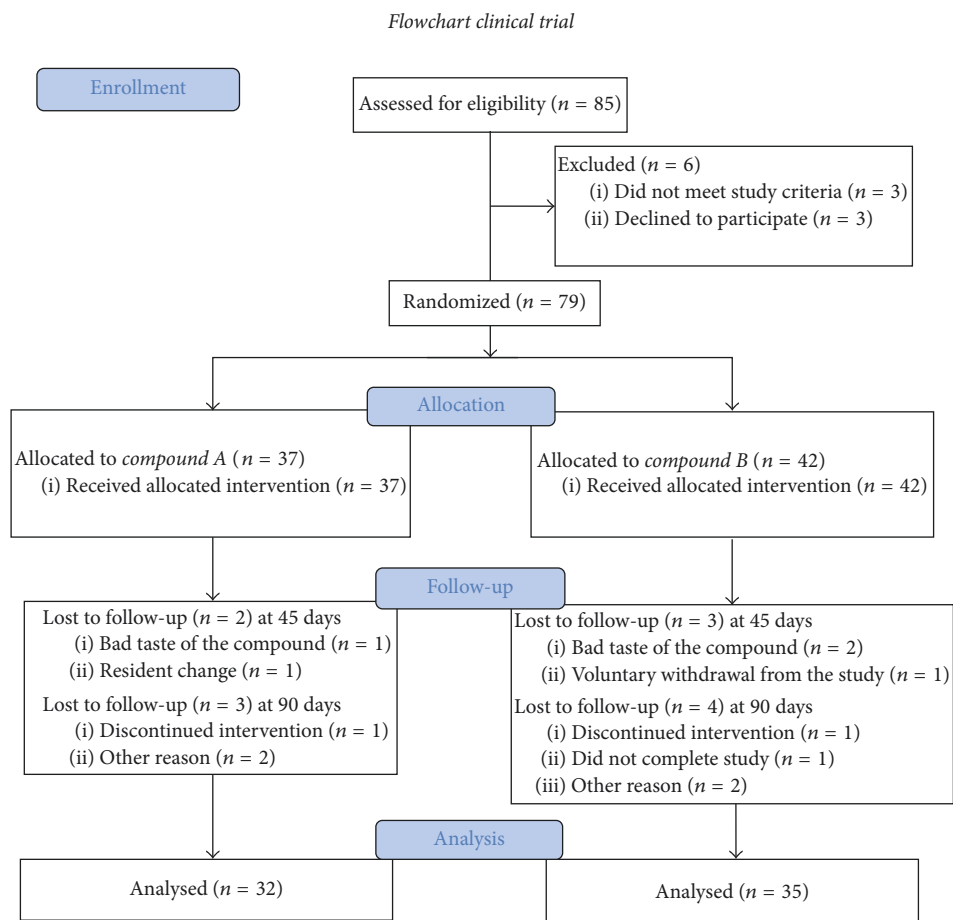 Flowchart clinical trial
Enrollment
Assessed for eligibility (n = 85)
Excluded (n = 6)
(i) Did not meet study criteria (n = 3)
(ii) Declined to participate (n = 3)
Randomized (n = 79)
Allocation
Allocated to compound A (n = 37)
(i) Received allocated intervention (n = 37)
Allocated to compound B (n = 42)
(i) Received allocated intervention (n = 42)
Follow-up
Lost to follow-up (n = 2) at 45 days
(i) Bad taste of the compound (n = 1)
(ii) Resident change (n = 1)
Lost to follow-up (n = 3) at 90 days
(i) Discontinued intervention (n = 1)
(ii) Other reason (n = 2)
Lost to follow-up (n = 3) at 45 days
(i) Bad taste of the compound (n = 2)
(ii) Voluntary withdrawal from the study (n = 1)
Lost to follow-up (n = 4) at 90 days
(i) Discontinued intervention (n = 1)
(ii) Did not complete study (n = 1)
(iii) Other reason (n = 2)
Analysis
Analysed (n = 32)
Analysed (n = 35)